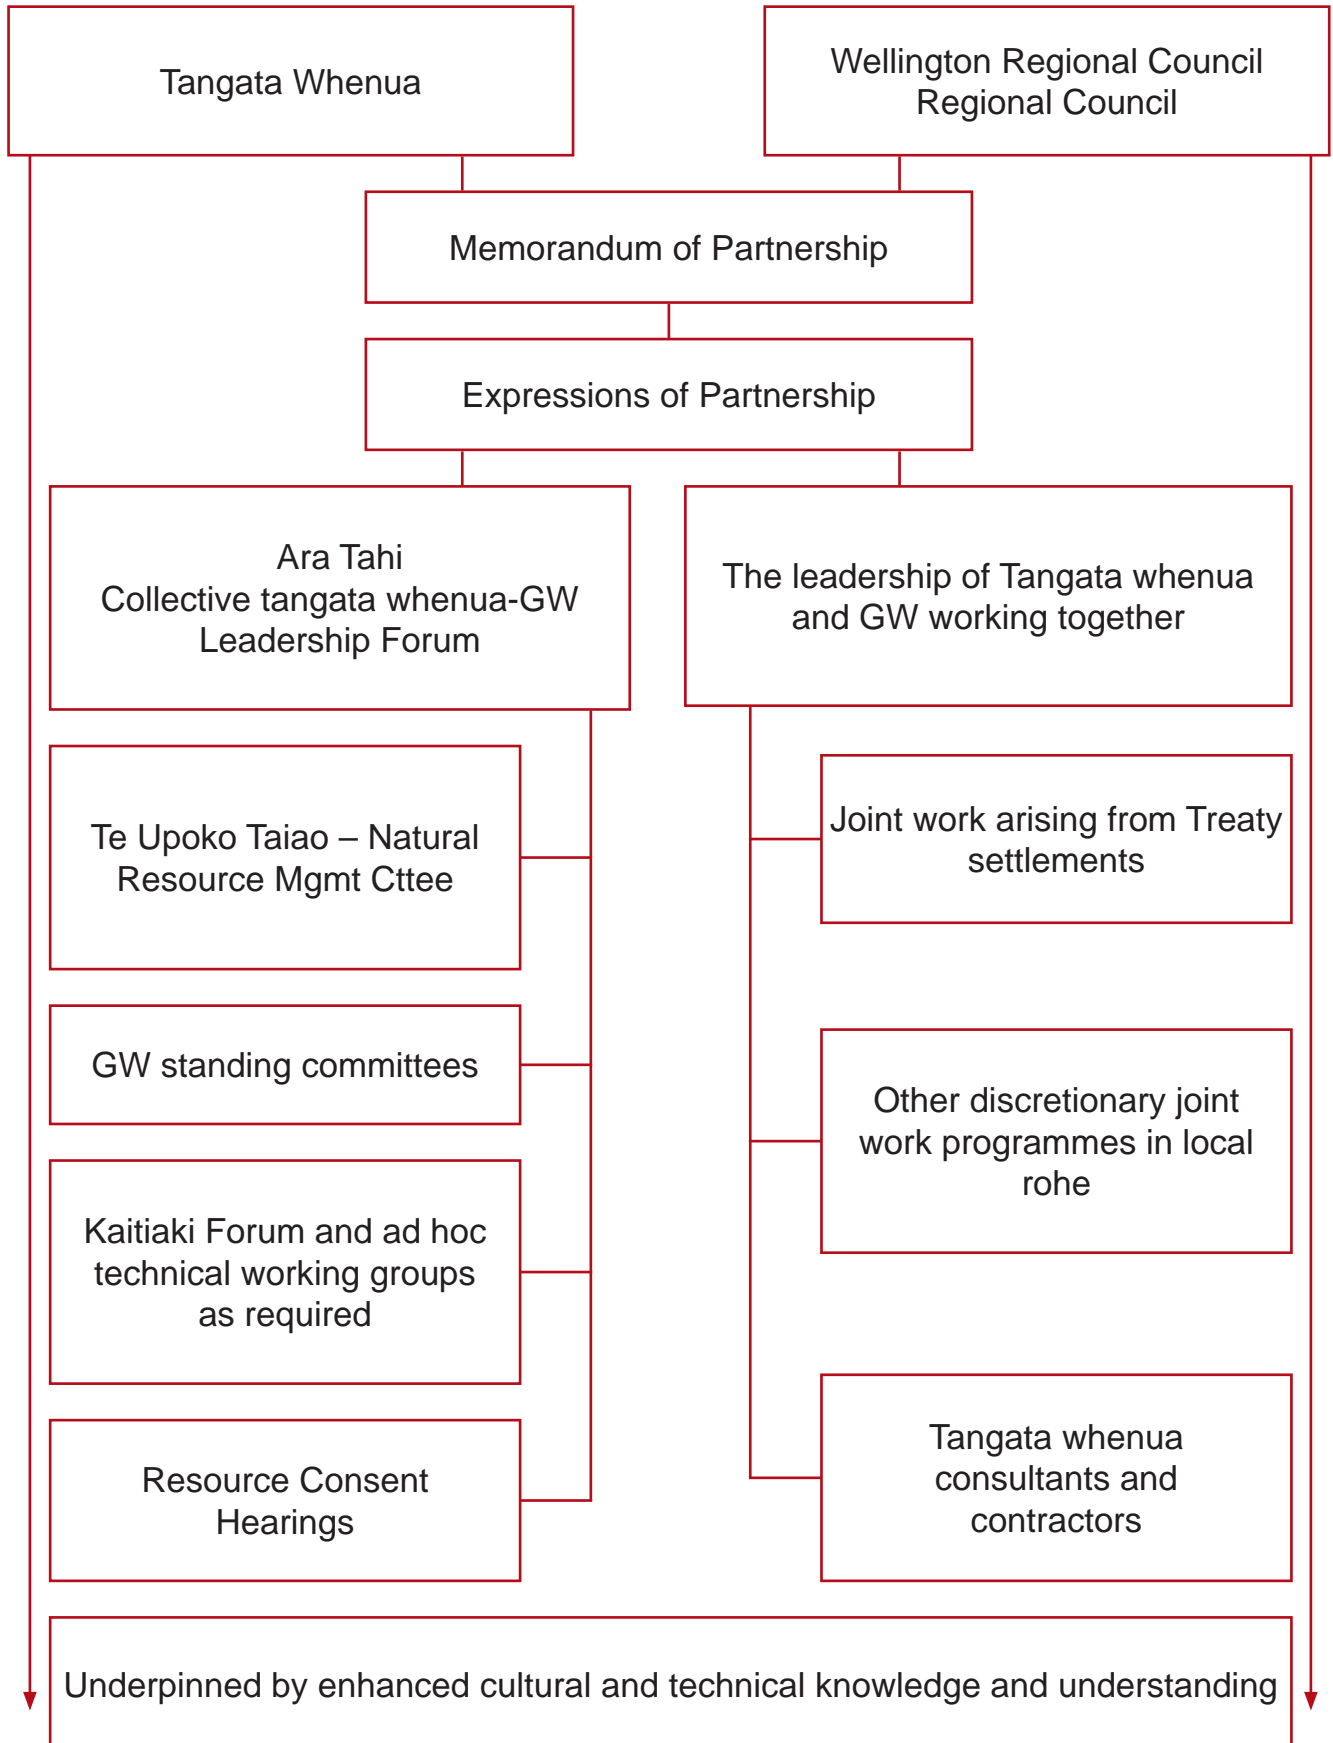 Tangata Whenua
Wellington Regional Council
Regional Council
Memorandum of Partnership
Expressions of Partnership
Ara Tahi
Collective tangata whenua-GW
Leadership Forum
The leadership of Tangata whenua
and GW working together
Te Upoko Taiao – Natural
Resource Mgmt Cttee
GW standing committees
Kaitiaki Forum and ad hoc
technical working groups
as required
Resource Consent
Hearings
Joint work arising from Treaty
settlements
Other discretionary joint
work programmes in local
rohe
Tangata whenua
consultants and
contractors
Underpinned by enhanced cultural and technical knowledge and understanding